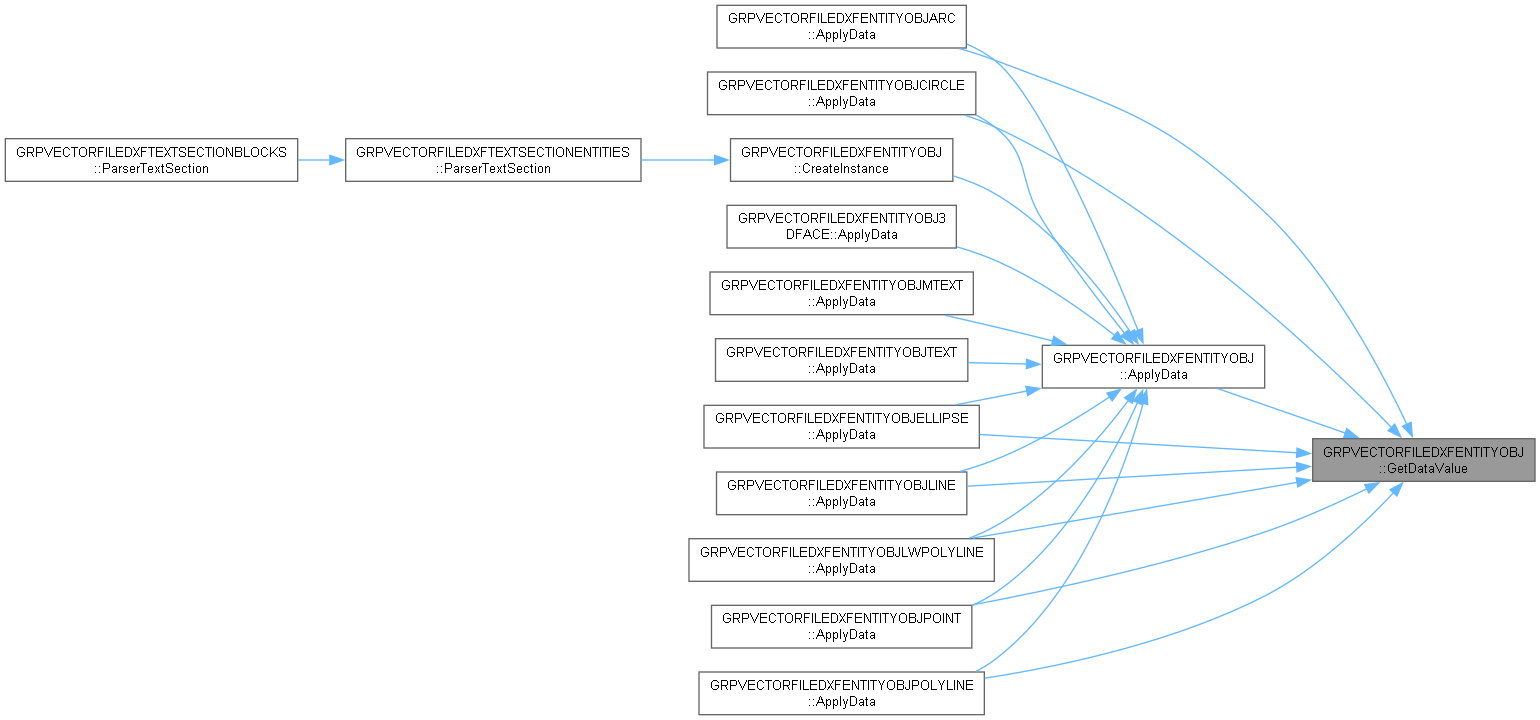 GRPVECTORFILEDXFENTITYOBJARC
::ApplyData
GRPVECTORFILEDXFENTITYOBJCIRCLE
::ApplyData
GRPVECTORFILEDXFTEXTSECTIONBLOCKS
::ParserTextSection
GRPVECTORFILEDXFTEXTSECTIONENTITIES
::ParserTextSection
GRPVECTORFILEDXFENTITYOBJ
::CreateInstance
GRPVECTORFILEDXFENTITYOBJ3
DFACE::ApplyData
GRPVECTORFILEDXFENTITYOBJMTEXT
::ApplyData
GRPVECTORFILEDXFENTITYOBJTEXT
::ApplyData
GRPVECTORFILEDXFENTITYOBJ
::ApplyData
GRPVECTORFILEDXFENTITYOBJELLIPSE
::ApplyData
GRPVECTORFILEDXFENTITYOBJ
::GetDataValue
GRPVECTORFILEDXFENTITYOBJLINE
::ApplyData
GRPVECTORFILEDXFENTITYOBJLWPOLYLINE
::ApplyData
GRPVECTORFILEDXFENTITYOBJPOINT
::ApplyData
GRPVECTORFILEDXFENTITYOBJPOLYLINE
::ApplyData